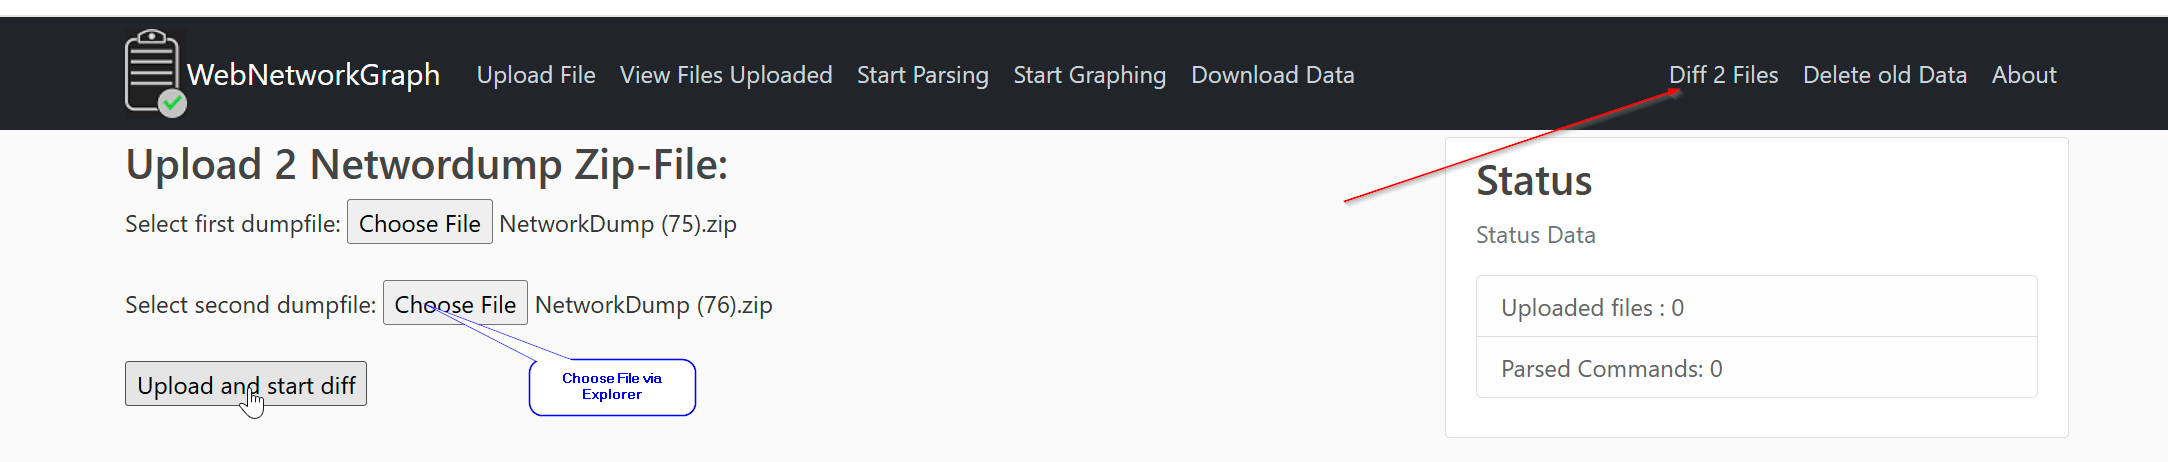 WebNetworkGraph Upload File View Files Uploaded Start Parsing Start Graphing Download Data Diff 2 Files Delete old Data About
Upload 2 Networdump Zip-File:
Select first dumpfile: Choose File NetworkDump (75).zip
Select second dumpfile: Choose File NetworkDump (76).zip
Upload and start diff
Choose File via
Explorer
Status
Status Data
Uploaded files : 0
Parsed Commands: 0